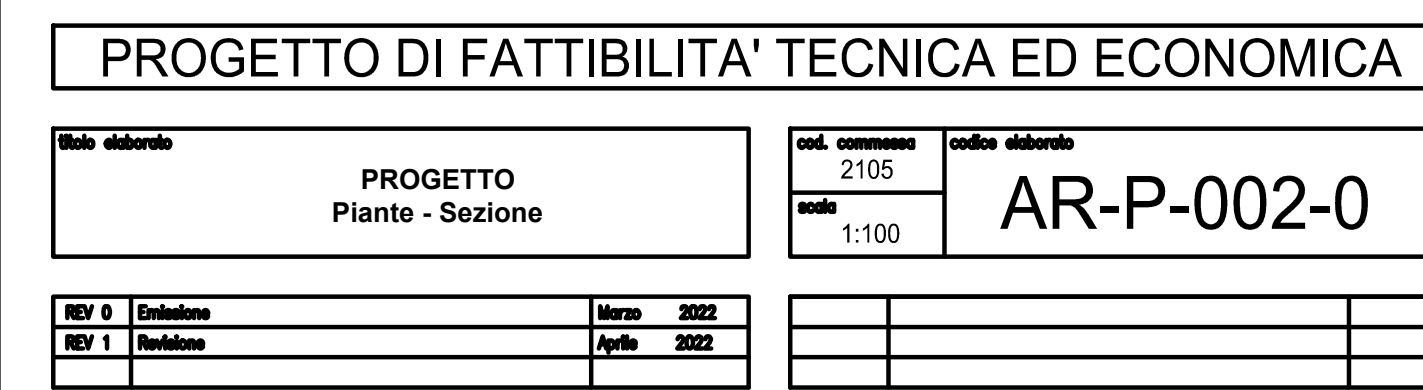 PROGETTO DI FATTIBILITA' TECNICA ED ECONOMICA
titolo elaborato
PROGETTO
Piante - Sezione
cod. commessa
2105
scala
1:100
codice elaborato
AR-P-002-0
REV 0 Emissione Marzo 2022
REV 1 Revisione Aprile 2022